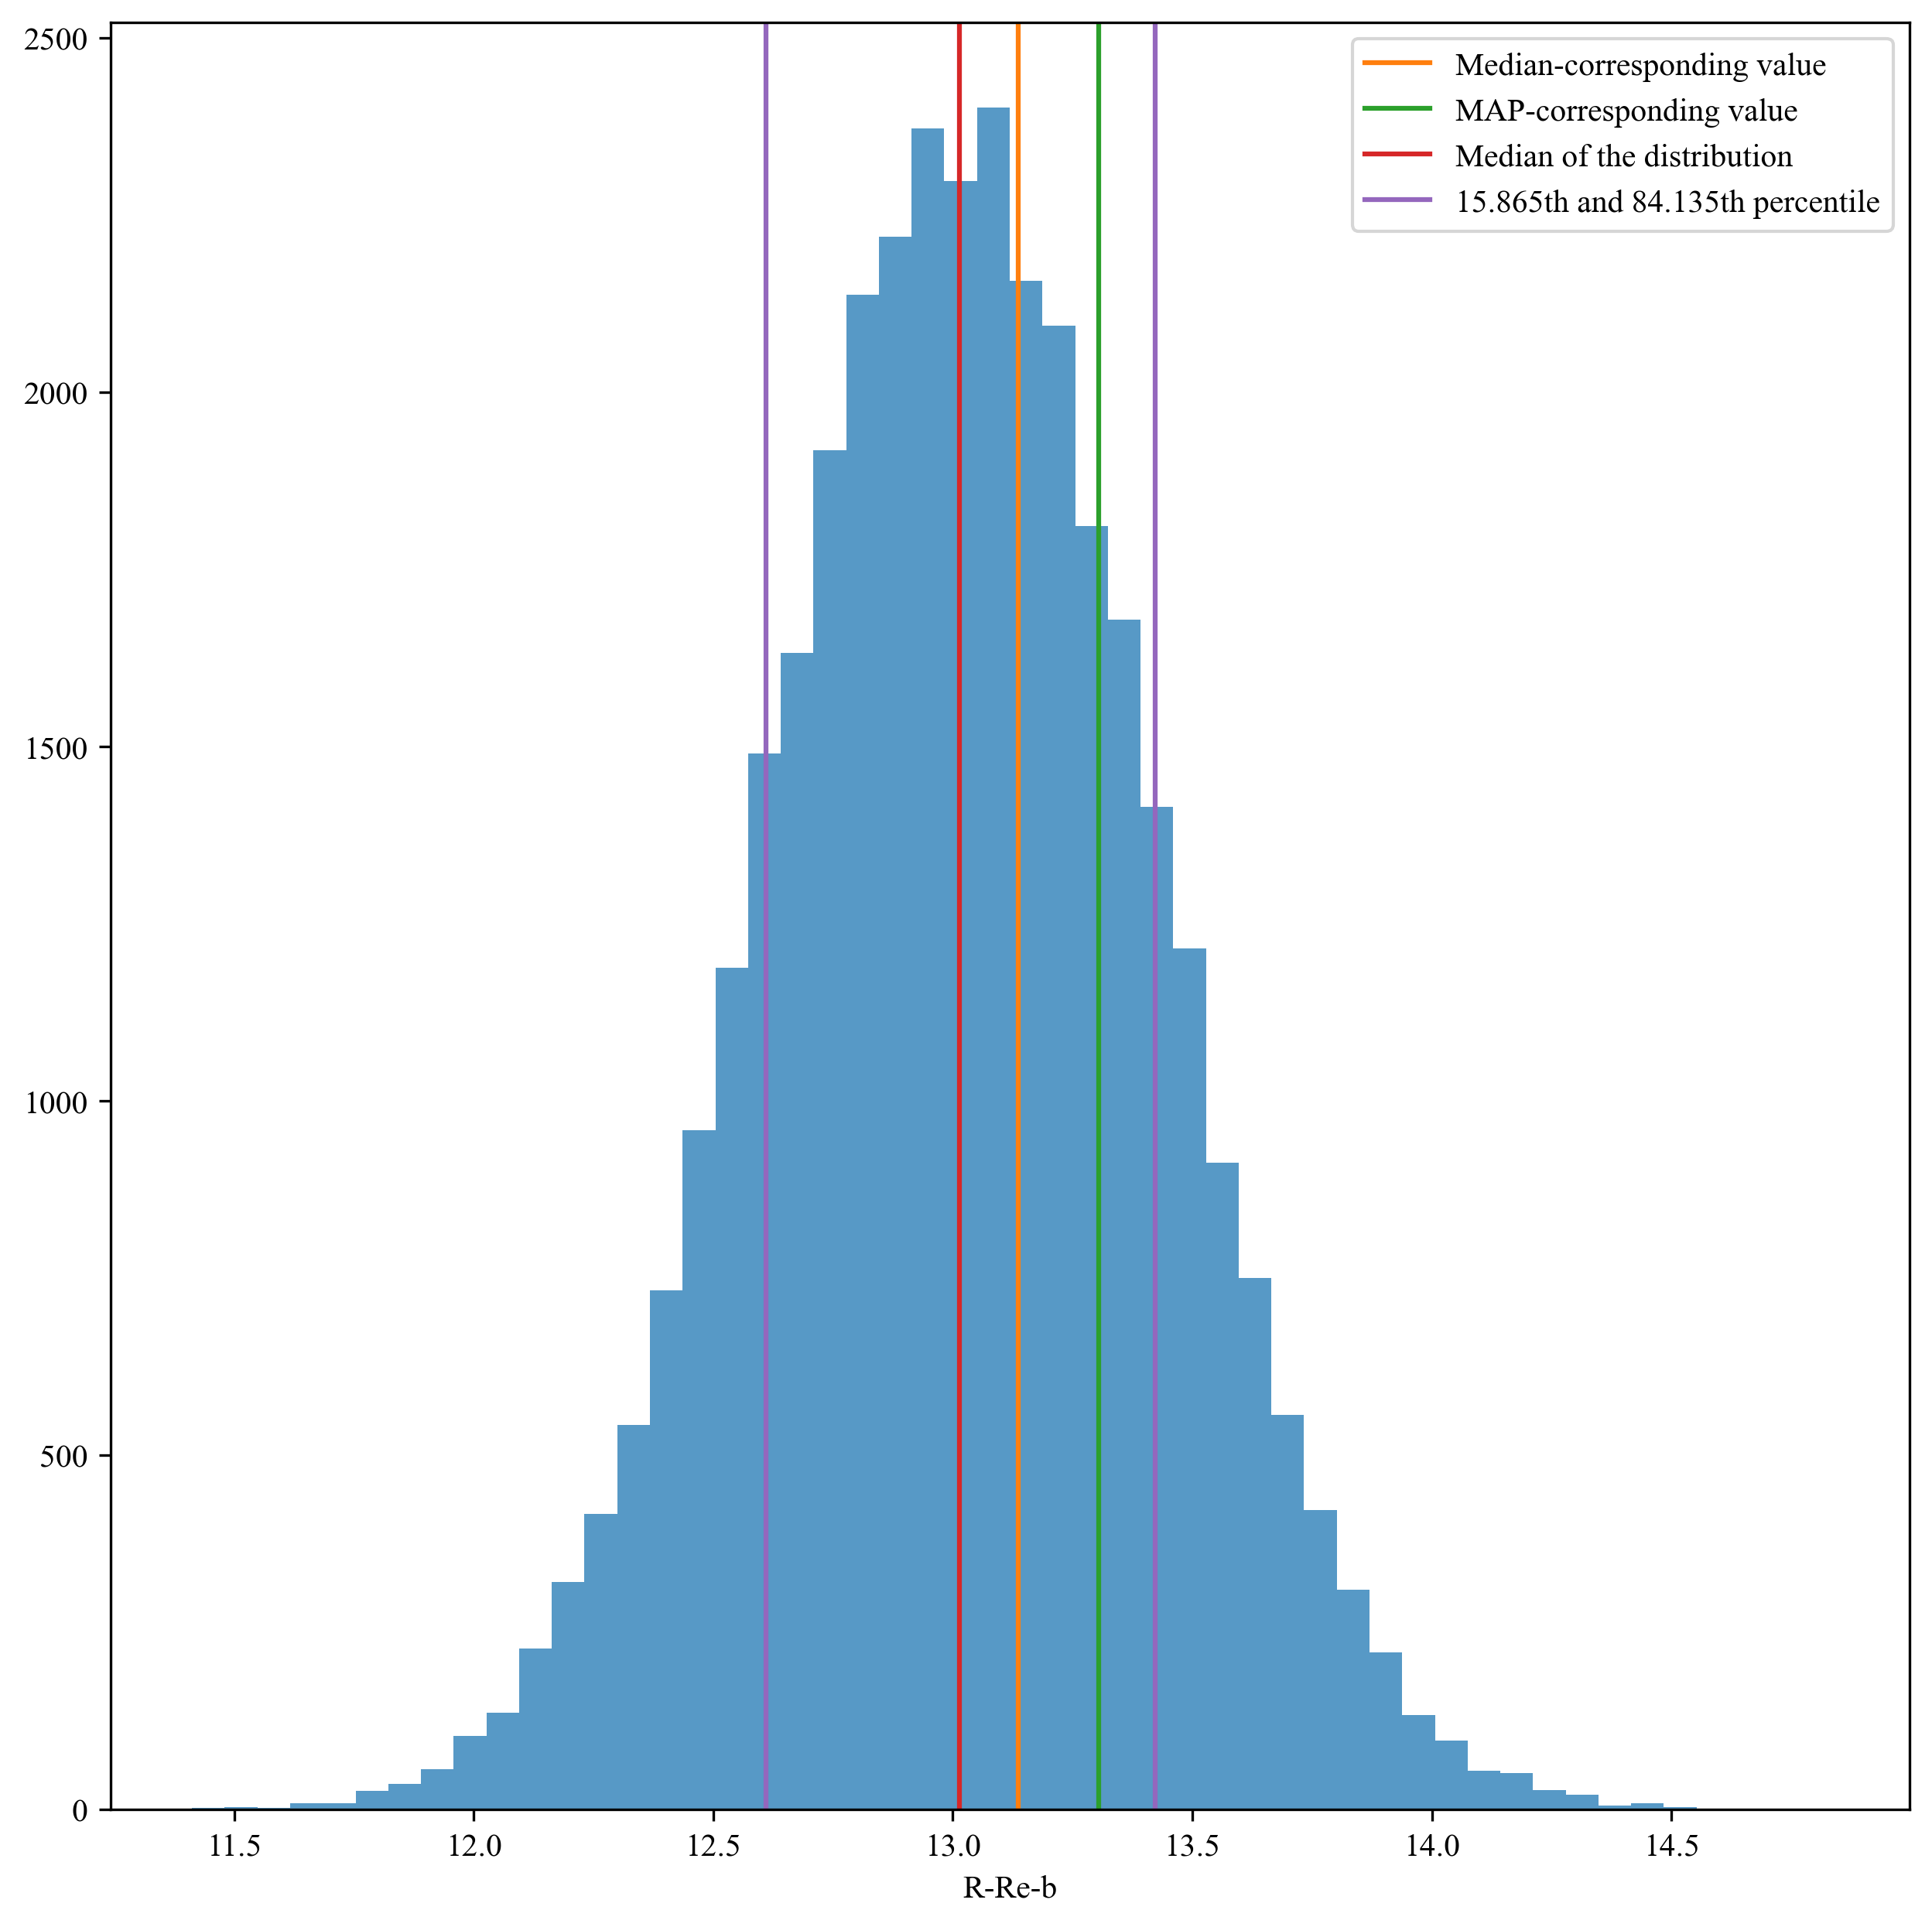 2500
2000
1500
1000
500
0
Median-corresponding value
MAP-corresponding value
Median of the distribution
15.865th and 84.135th percentile
11.5 12.0 12.5 13.0 13.5 14.0 14.5
R-Re-b